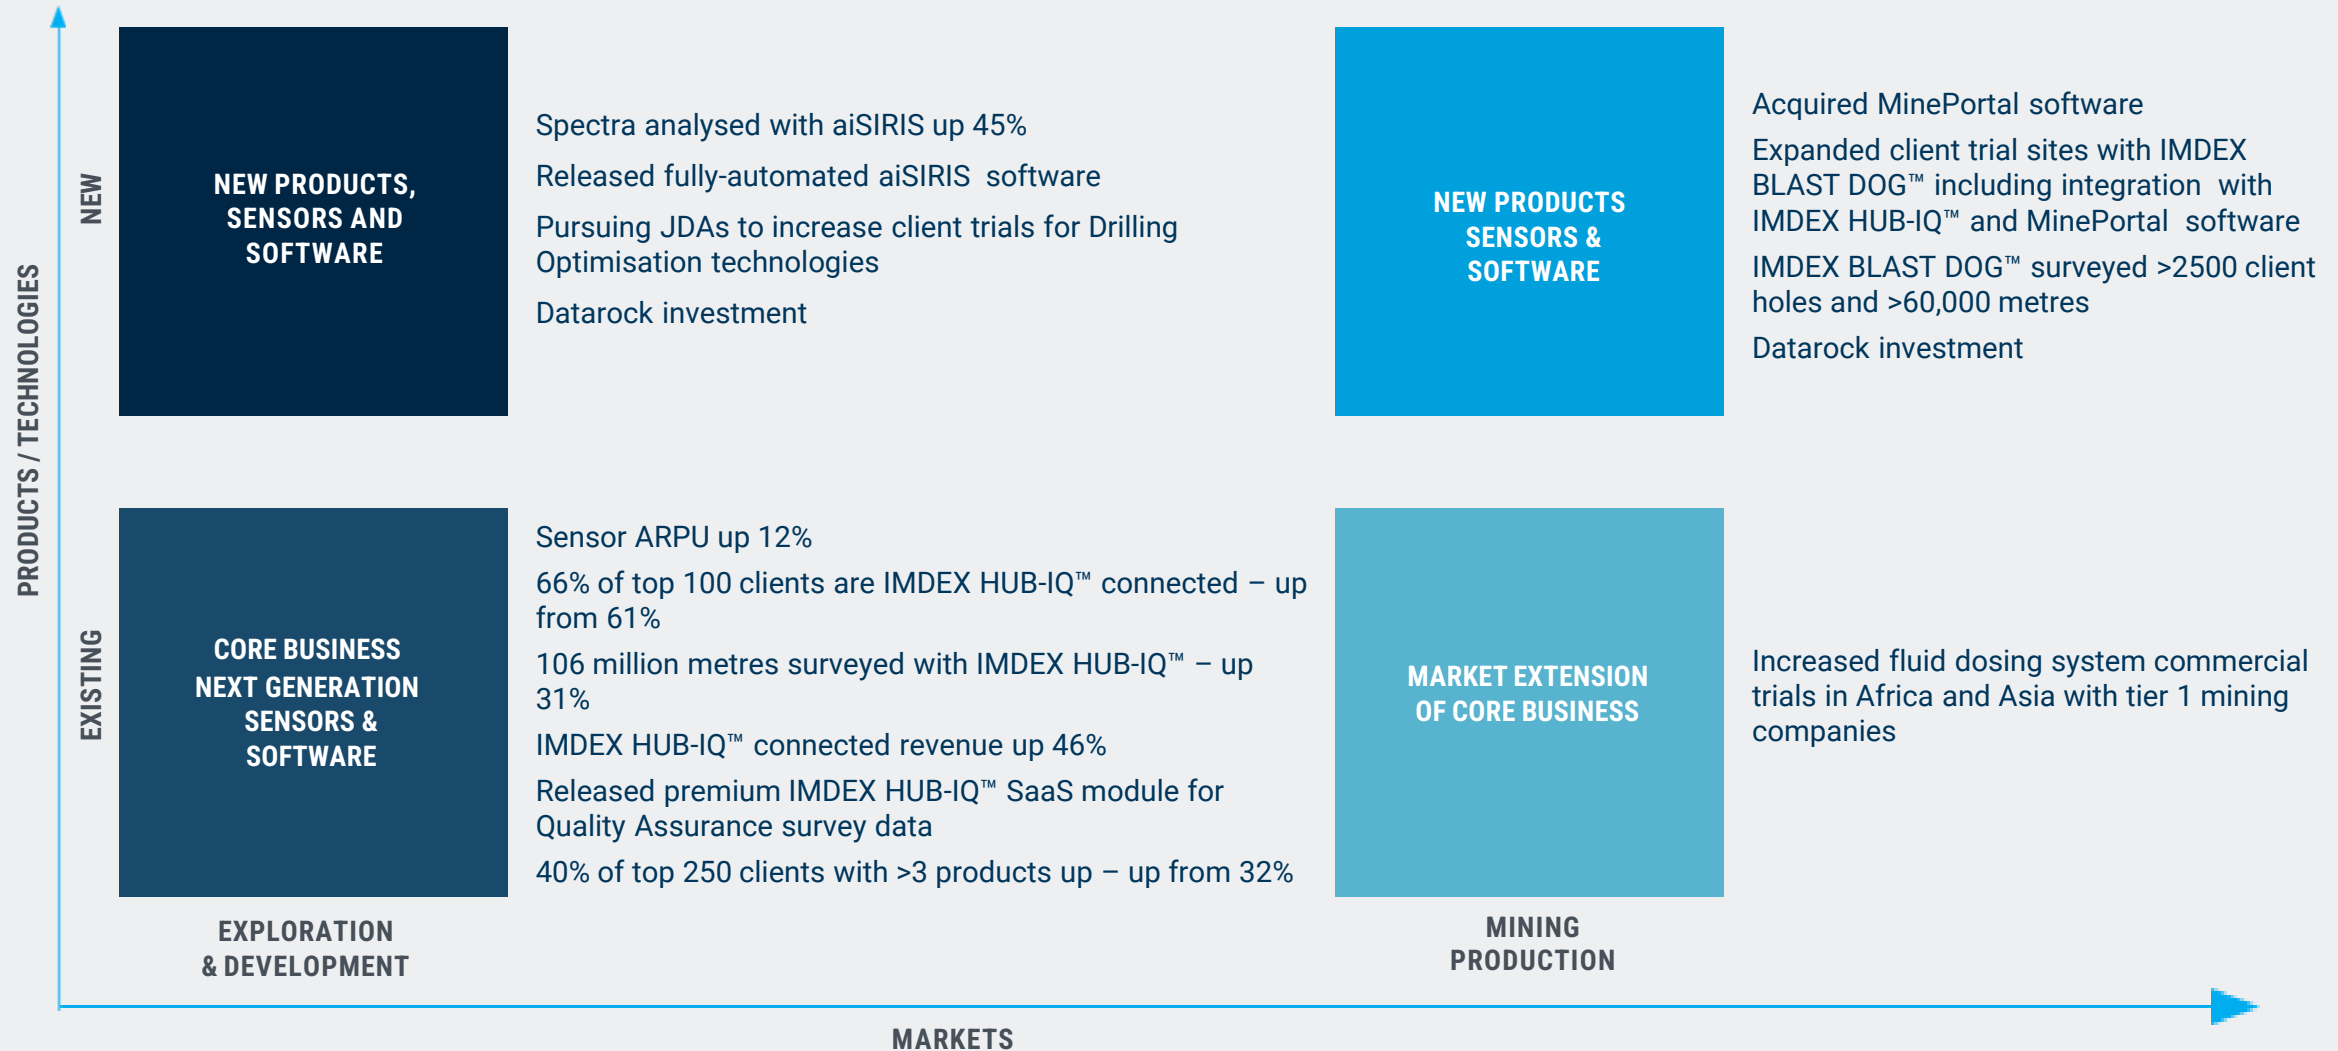 PRODUCTS / TECHNOLOGIES
NEW
NEW PRODUCTS,
SENSORS AND
SOFTWARE
Spectra analysed with aiSIRIS up 45%
Released fully-automated aiSIRIS  software
Pursuing JDAs to increase client trials for Drilling
Optimisation technologies
Datarock investment
NEW PRODUCTS
SENSORS &
SOFTWARE
Acquired MinePortal software
Expanded client trial sites with IMDEX
BLAST DOG™ including integration  with
IMDEX HUB-IQ™ and MinePortal  software
IMDEX BLAST DOG™ surveyed >2500 client
holes and >60,000 metres
Datarock investment
EXISTING
CORE BUSINESS
NEXT GENERATION
SENSORS &
SOFTWARE
Sensor ARPU up 12%
66% of top 100 clients are IMDEX HUB-IQ™ connected – up
from 61%
106 million metres surveyed with IMDEX HUB-IQ™ – up
31%
IMDEX HUB-IQ™ connected revenue up 46%
Released premium IMDEX HUB-IQ™ SaaS module for
Quality Assurance survey data
40% of top 250 clients with >3 products up – up from 32%
MARKET EXTENSION
OF CORE BUSINESS
Increased fluid dosing system commercial
trials in Africa and Asia with tier 1 mining
companies
EXPLORATION
& DEVELOPMENT
MINING
PRODUCTION
MARKETS